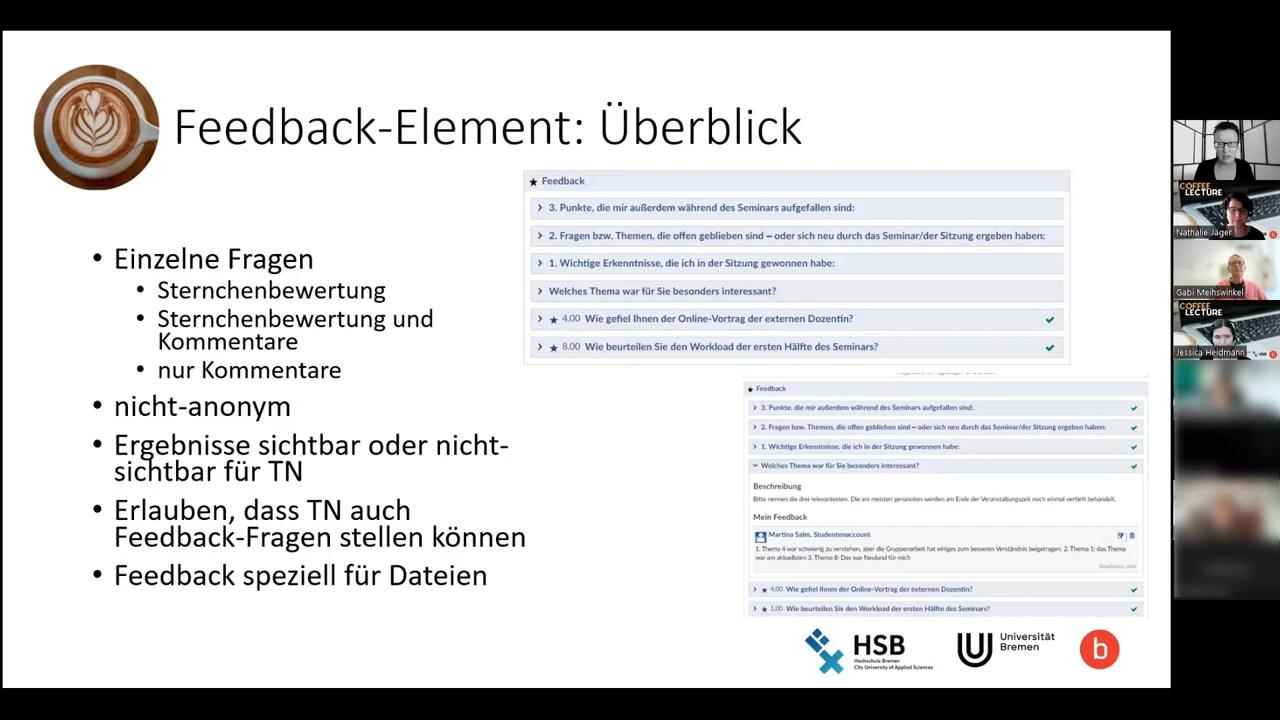 Feedback-Element: Überblick
• Einzelne Fragen
• Sternchenbewertung
• Sternchenbewertung und
Kommentare
• nur Kommentare
• nicht-anonym
• Ergebnisse sichtbar oder nicht-
sichtbar für TN
• Erlauben, dass TN auch
Feedback-Fragen stellen können
• Feedback speziell für Dateien
Feedback
3. Punkte, die mir außerdem während des Seminars aufgefallen sind:
2. Fragen bzw. Themen, die offen geblieben sind – oder sich neu durch das Seminar/der Sitzung ergeben haben:
1. Wichtige Erkenntnisse, die ich in der Sitzung gewonnen habe:
Welches Thema war für Sie besonders interessant?
4.00 Wie gefiel Ihnen der Online-Vortrag der externen Dozentin?
8.00 Wie beurteilen Sie den Workload der ersten Hälfte des Seminars?
Feedback
3. Punkte, die mir außerdem während des Seminars aufgefallen sind:
2. Fragen bzw. Themen, die offen geblieben sind – oder sich neu durch das Seminar/der Sitzung ergeben haben:
1. Wichtige Erkenntnisse, die ich in der Sitzung gewonnen habe:
Welches Thema war für Sie besonders interessant?
Beschreibung
Bitte nennen die drei relevantesten. Die am meisten genannten werden am Ende der Veranstaltungszeit noch einmal vertieft behandelt.
Mein Feedback
Martina Salm, Studentenaccount
1. Thema 4 war schwierig zu verstehen, aber die Gruppenarbeit hat einiges zum besseren Verständnis beigetragen. 2. Thema 1: das Thema
war am aktuellsten 3. Thema 8: Das war Neuland für mich
Bearbeitet: jetzt
4.00 Wie gefiel Ihnen der Online-Vortrag der externen Dozentin?
1.00 Wie beurteilen Sie den Workload der ersten Hälfte des Seminars?
HSB
Hochschule Bremen
City University of Applied Sciences
Universität
Bremen
b
COFFEE
LECTURE
Nathalie Jäger
Gabi Meihswinkel
COFFEE
LECTURE
Jessica Heidmann